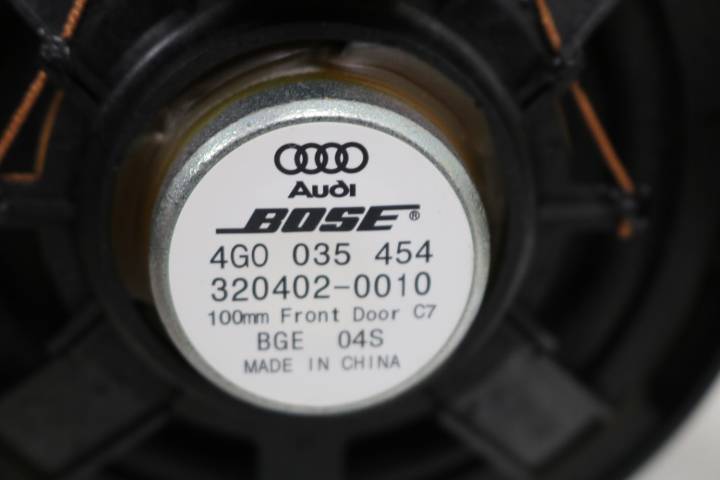 Audi
BOSE®
4G0 035 454
320402-0010
100mm Front Door C7
BGE 04S
MADE IN CHINA